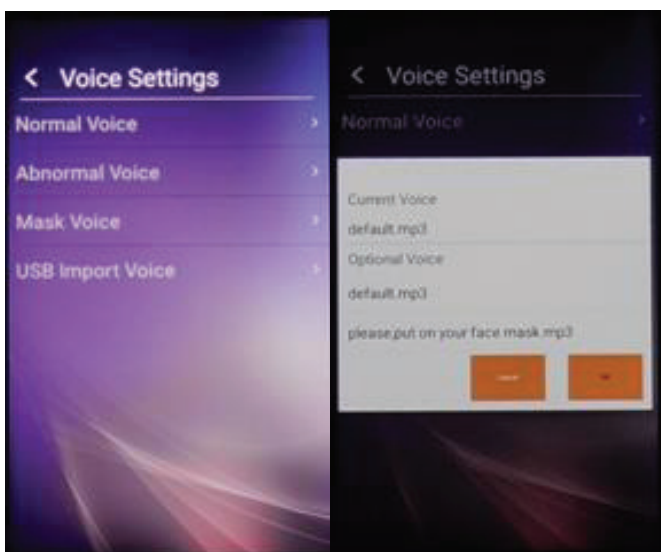 < Voice Settings
Normal Voice >
Abnormal Voice >
Mask Voice >
USB Import Voice >
< Voice Settings
Normal Voice >
Current Voice
default.mp3
Optional Voice
default.mp3
please,put on your face mask.mp3